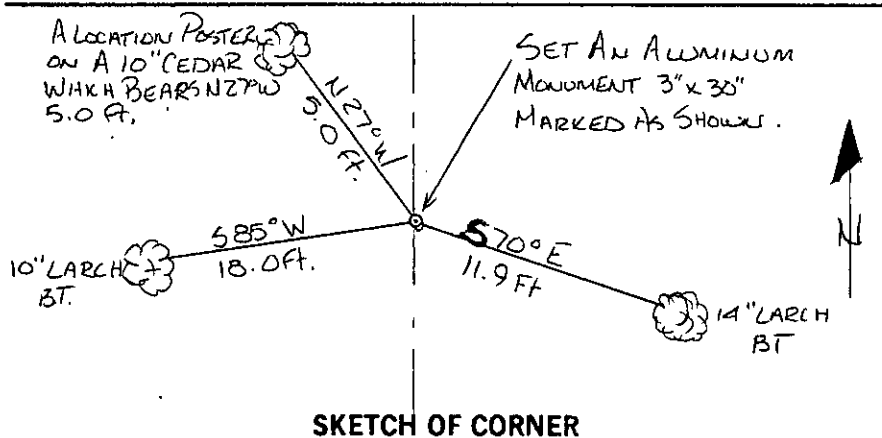 A LOCATION POSTER
ON A 10" CEDAR
WHICH BEARS N27°W
5.0 ft.
SET AN ALUMINUM
MONUMENT 3"x30"
MARKED AS SHOWN.
N27°W
5.0 ft.
N
S85°W
18.0 ft.
S70°E
11.9 Ft
10" LARCH
BT.
14" LARCH
BT
SKETCH OF CORNER